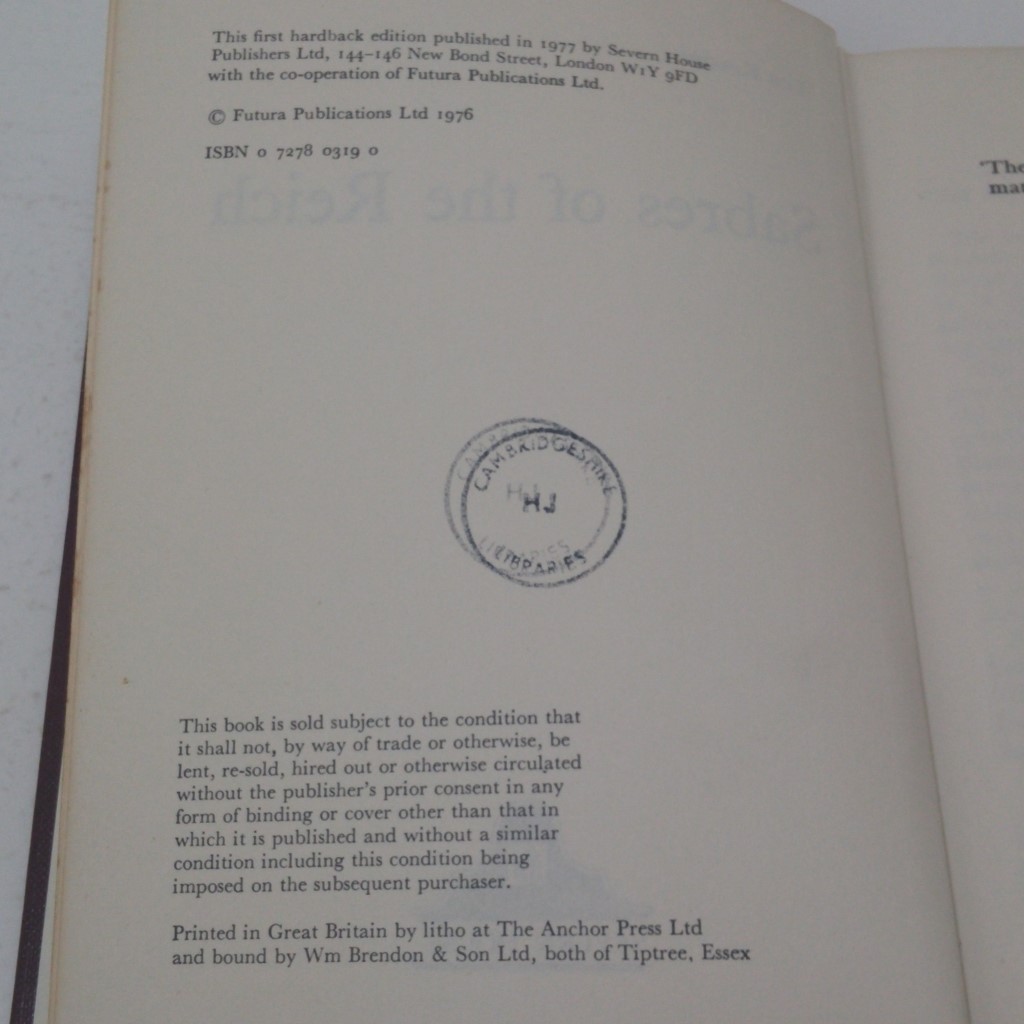 This first hardback edition published in 1977 by Severn House
Publishers Ltd, 144–146 New Bond Street, London W1Y 9FD
with the co-operation of Futura Publications Ltd.
© Futura Publications Ltd 1976
ISBN 0 7278 0319 0
Sabres of the Reich
CAMBRIDGESHIRE
HJ
LIBRARIES
This book is sold subject to the condition that
it shall not, by way of trade or otherwise, be
lent, re-sold, hired out or otherwise circulated
without the publisher's prior consent in any
form of binding or cover other than that in
which it is published and without a similar
condition including this condition being
imposed on the subsequent purchaser.
Printed in Great Britain by litho at The Anchor Press Ltd
and bound by Wm Brendon & Son Ltd, both of Tiptree, Essex